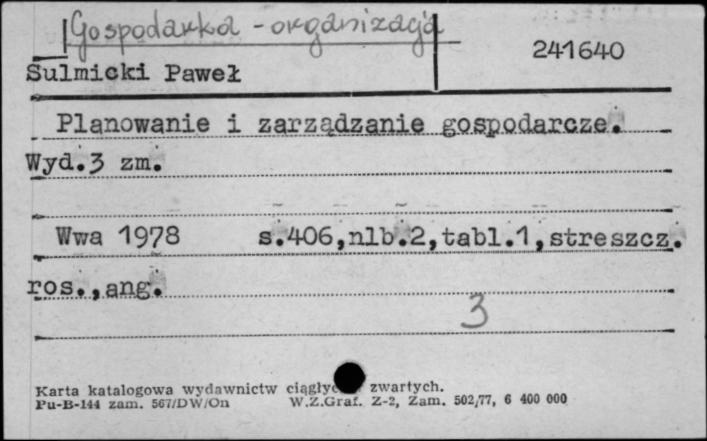 Gospodarka - organizacja
241640
Sulmicki Paweł
Planowanie i zarządzanie gospodarcze.
Wyd.3 zm.
Wwa 1978 s.406,nlb.2,tabl.1,streszcz.
ros.,ang.
3
Karta katalogowa wydawnictw zwartych.
Pu-B-144 zam. 567/DW/On W.Z.Graf. Z-2, Zam. 502/77, 6 400 000